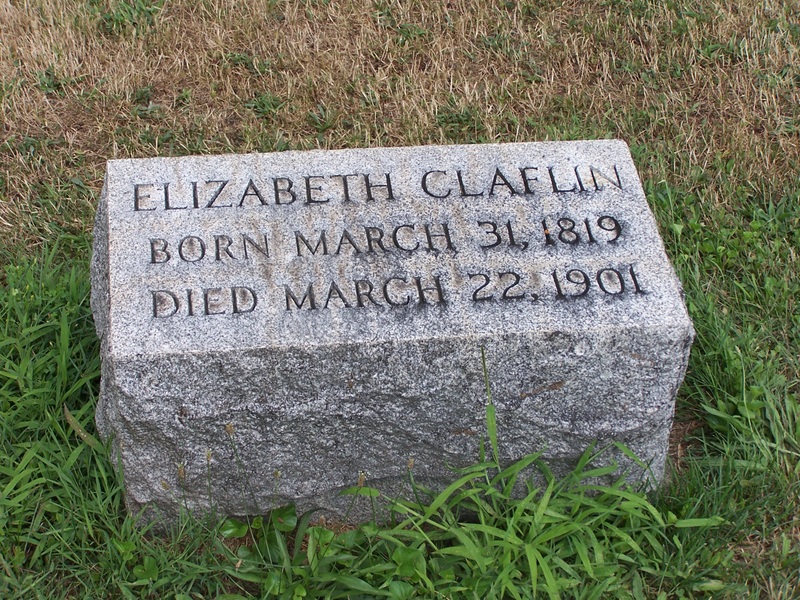 ELIZABETH CLAFLIN
BORN MARCH 31, 1819
DIED MARCH 22, 1901